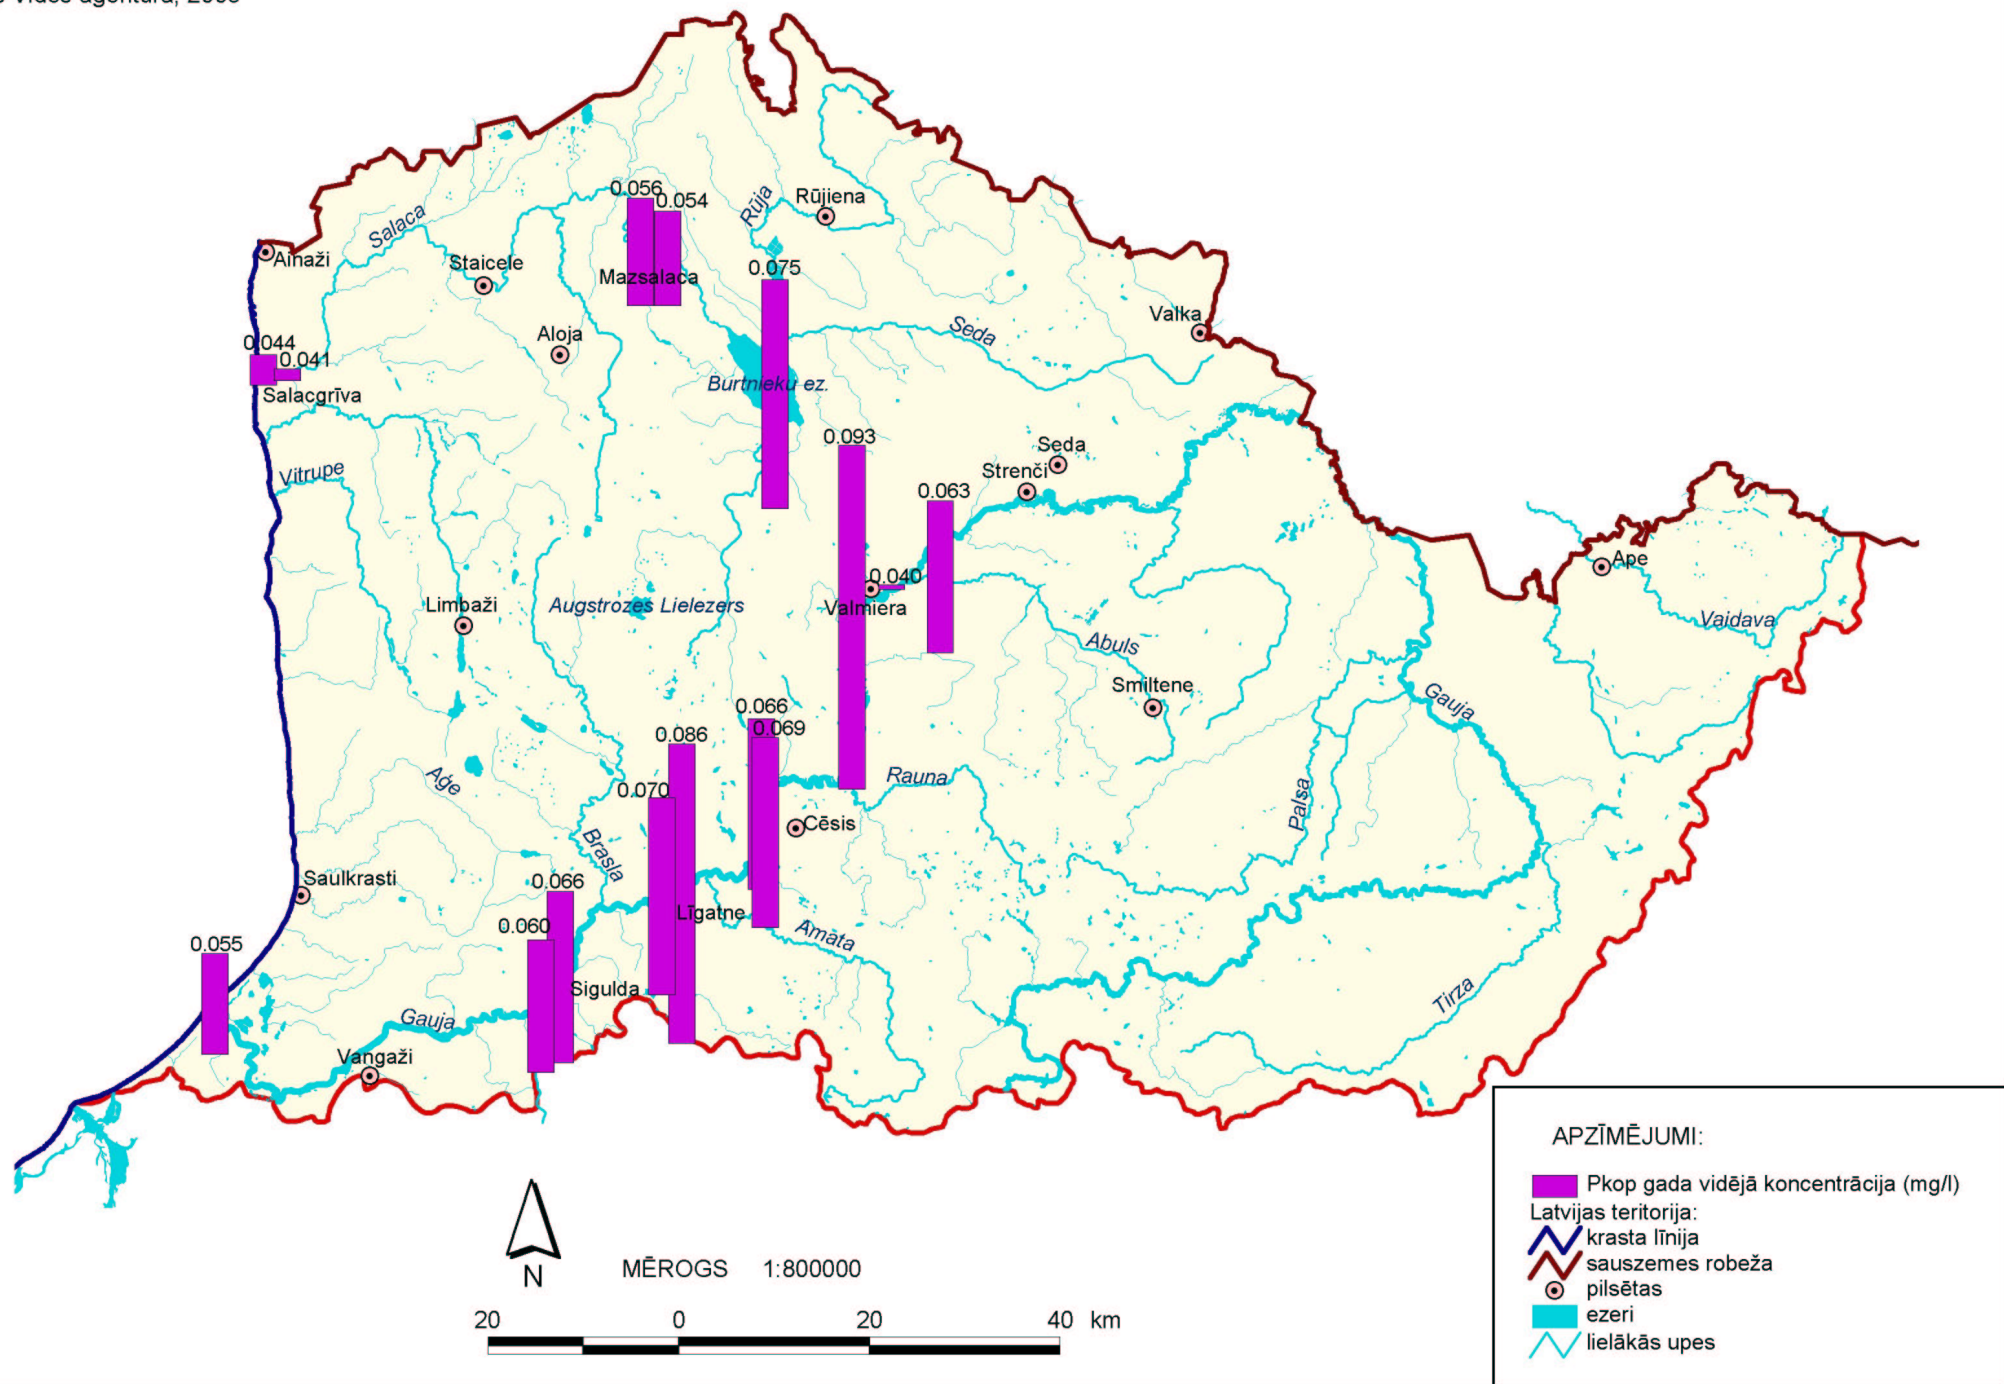 Vides aģentūra,
0.056
0.054
Rūja
Rūjiena
Salaca
Ainaži
Staicele
Mazsalaca
0.075
Valka
Seda
Aloja
0.044
0.041
Salacgrīva
Burtnieku ez.
0.093
Seda
Strenči
Vitrupe
0.063
Ape
0.040
Valmiera
Limbaži
Augstrozes Lielezers
Vaidava
Abuls
Smiltene
Gauja
0.066
0.069
0.086
Rauna
Aģe
0.070
Palsa
Cēsis
Brasla
Saulkrasti
0.066
Līgatne
0.060
Amata
0.055
Sigulda
Tirza
Gauja
Vangaži
APZĪMĒJUMI:
Pkop gada vidējā koncentrācija (mg/l)
Latvijas teritorija:
krasta līnija
sauszemes robeža
pilsētas
ezeri
lielākās upes
N
MĒROGS 1:800000
20 0 20 40 km